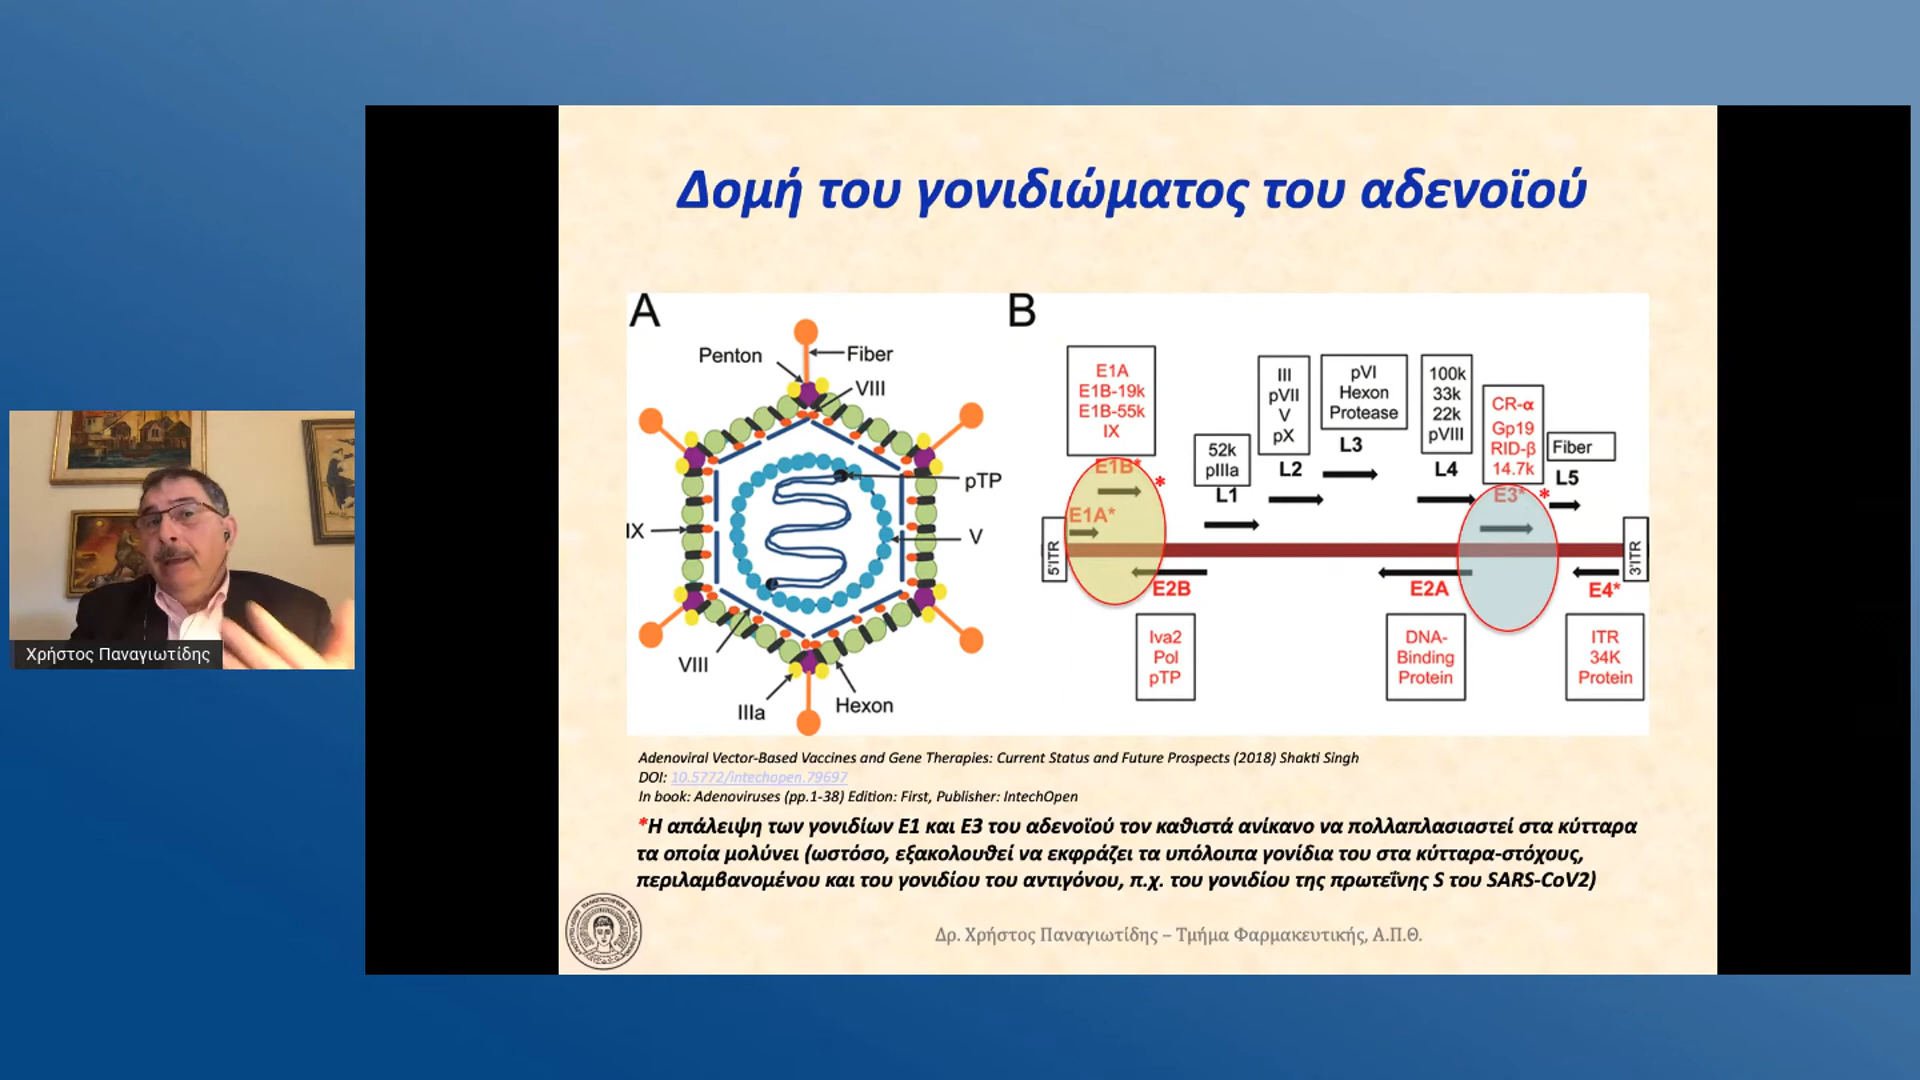 Δομή του γονιδιώματος του αδενοϊού
A
Penton
Fiber
VIII
pTP
IX
V
VIII
IIIa
Hexon
B
E1A
E1B-19k
E1B-55k
IX
52k
pIIIa
III
pVII
V
pX
pVI
Hexon
Protease
100k
33k
22k
pVIII
CR-α
Gp19
RID-β
14.7k
Fiber
E1B*
*
E1A*
L1
L2
L3
L4
E3*
*
L5
5'ITR
3'ITR
E2B
E2A
E4*
Iva2
Pol
pTP
DNA-
Binding
Protein
ITR
34K
Protein
Adenoviral Vector-Based Vaccines and Gene Therapies: Current Status and Future Prospects (2018) Shakti Singh
DOI: 10.5772/intechopen.79697
In book: Adenoviruses (pp.1-38) Edition: First, Publisher: IntechOpen
*Η απάλειψη των γονιδίων Ε1 και Ε3 του αδενοϊού τον καθιστά ανίκανο να πολλαπλασιαστεί στα κύτταρα
τα οποία μολύνει (ωστόσο, εξακολουθεί να εκφράζει τα υπόλοιπα γονίδια του στα κύτταρα-στόχους,
περιλαμβανομένου και του γονιδίου του αντιγόνου, π.χ. του γονιδίου της πρωτεΐνης S του SARS-CoV2)
Δρ. Χρήστος Παναγιωτίδης – Τμήμα Φαρμακευτικής, Α.Π.Θ.
Χρήστος Παναγιωτίδης